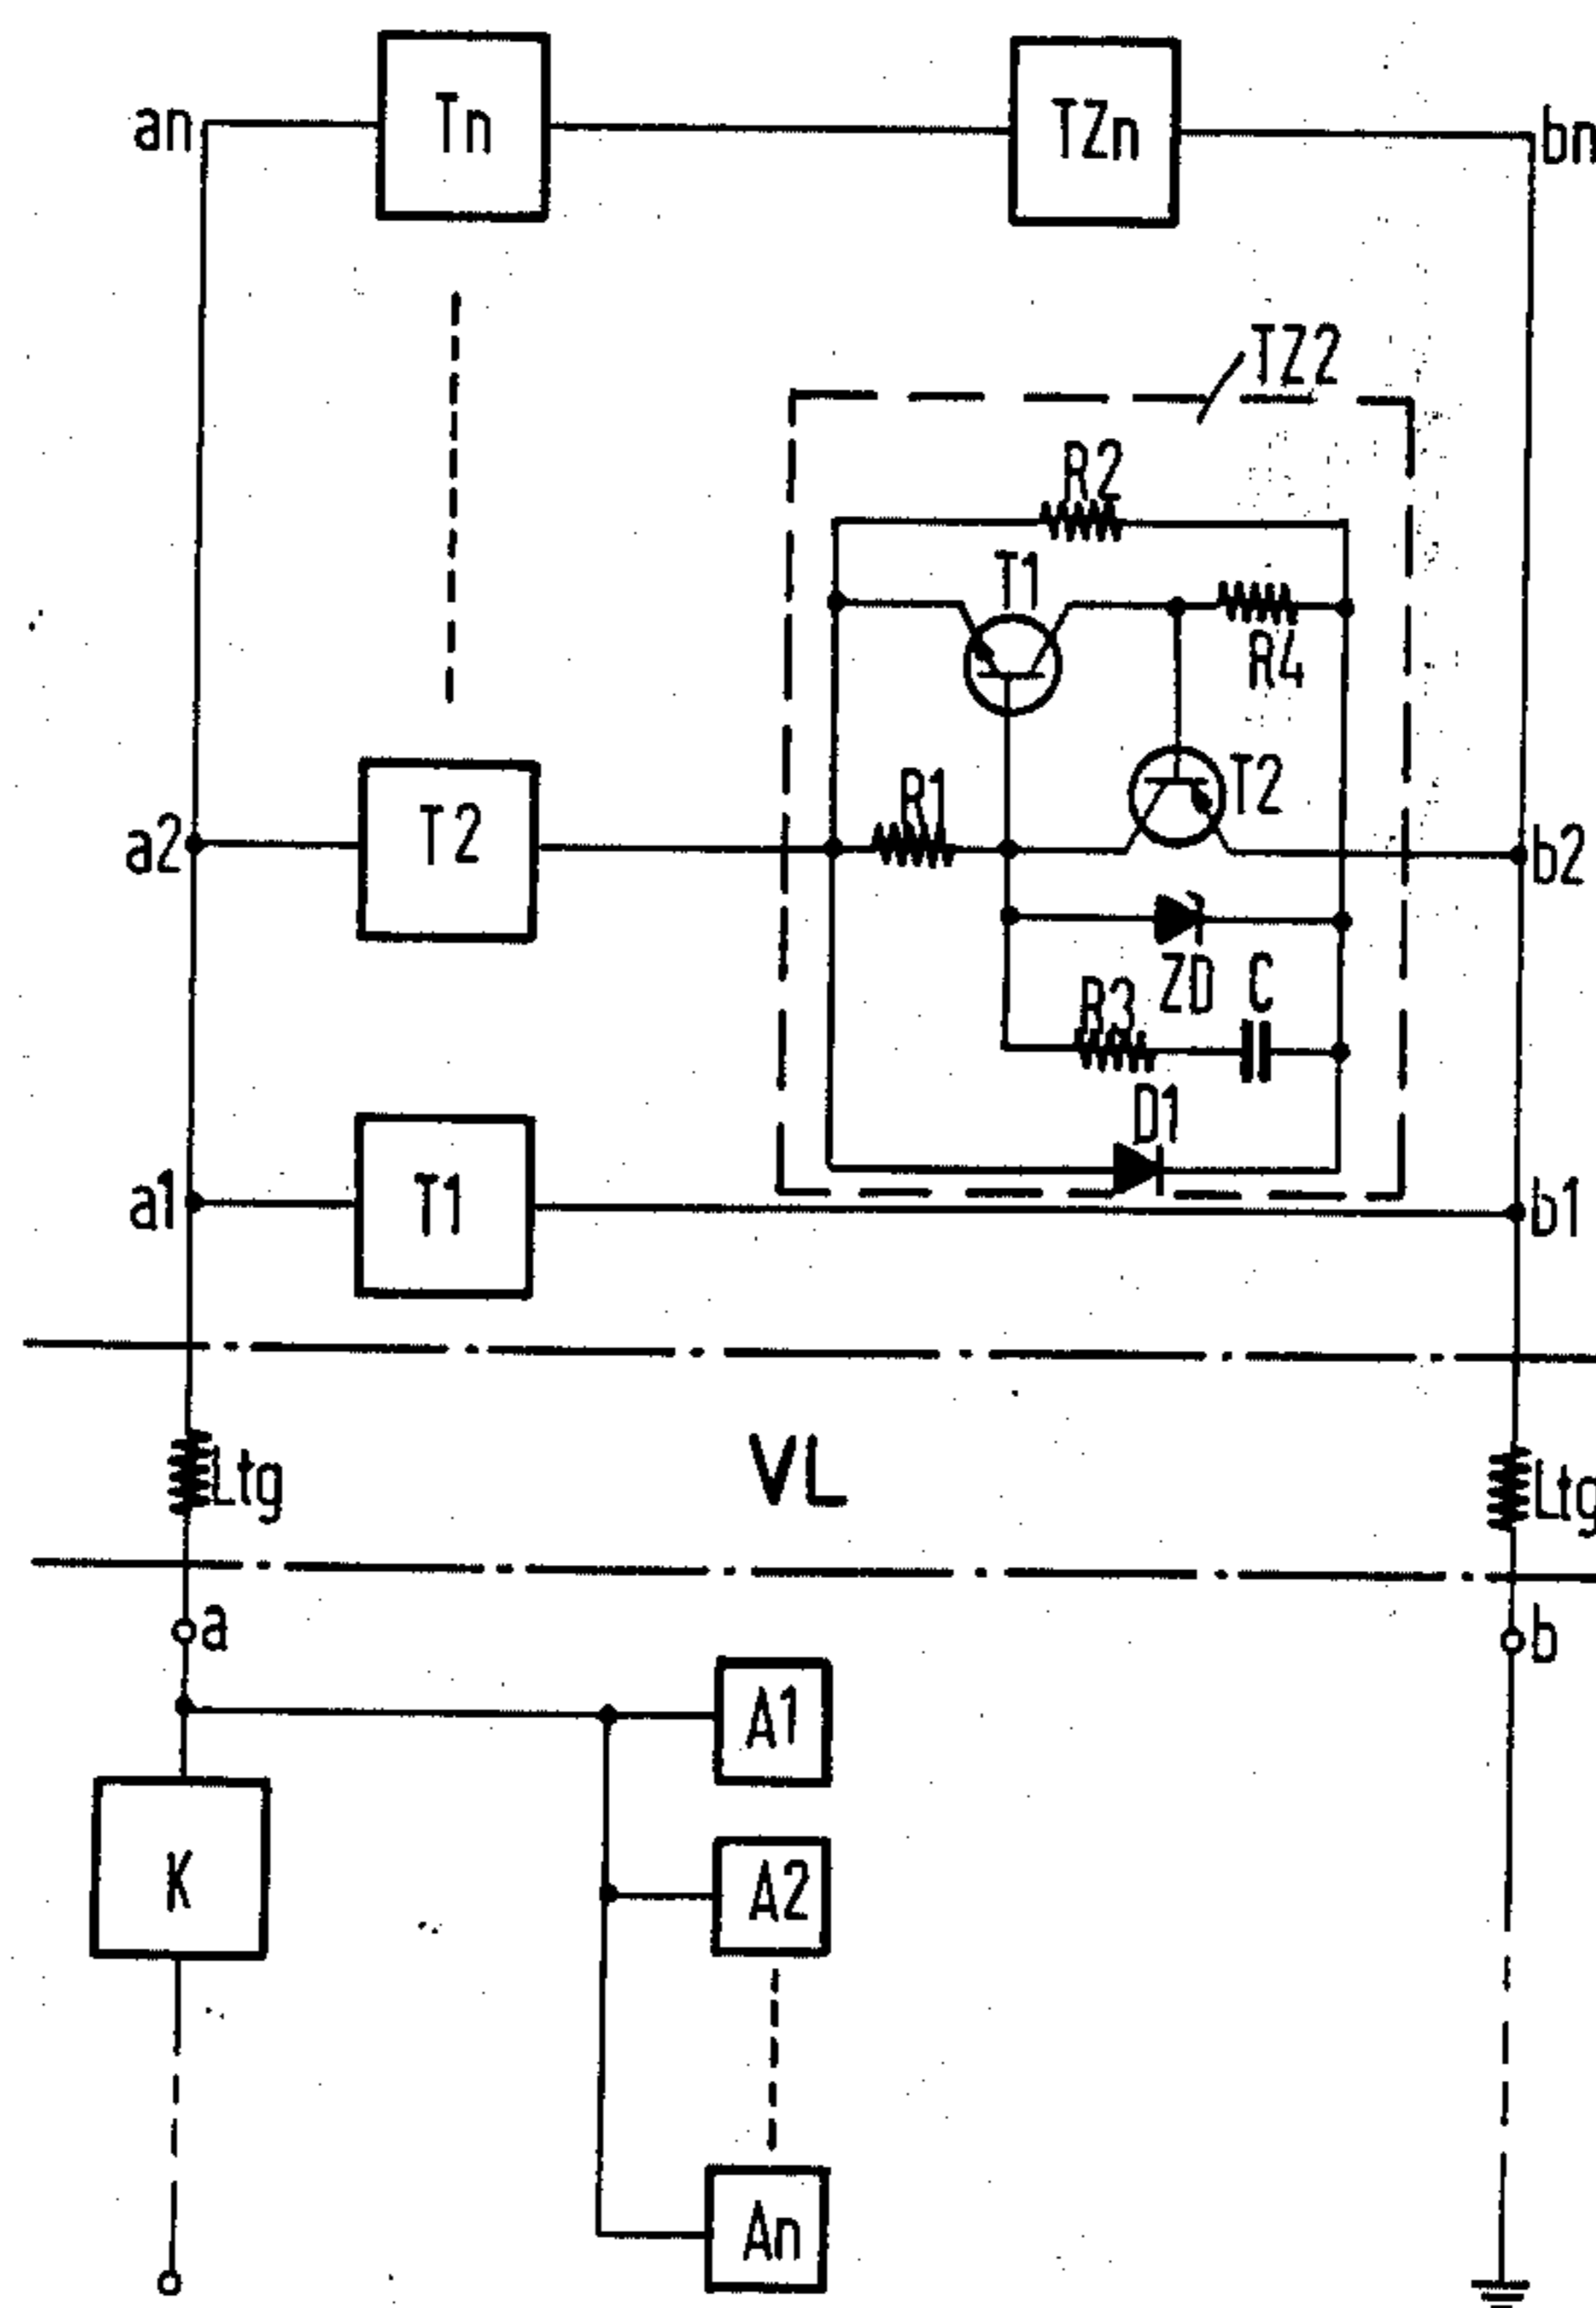 an
Tn
TZn
bn
TZ2
R2
T1
R4
a2
T2
R1
T2
b2
ZD
C
R3
D1
a1
T1
b1
Ltg
VL
Ltg
a
b
A1
K
A2
An